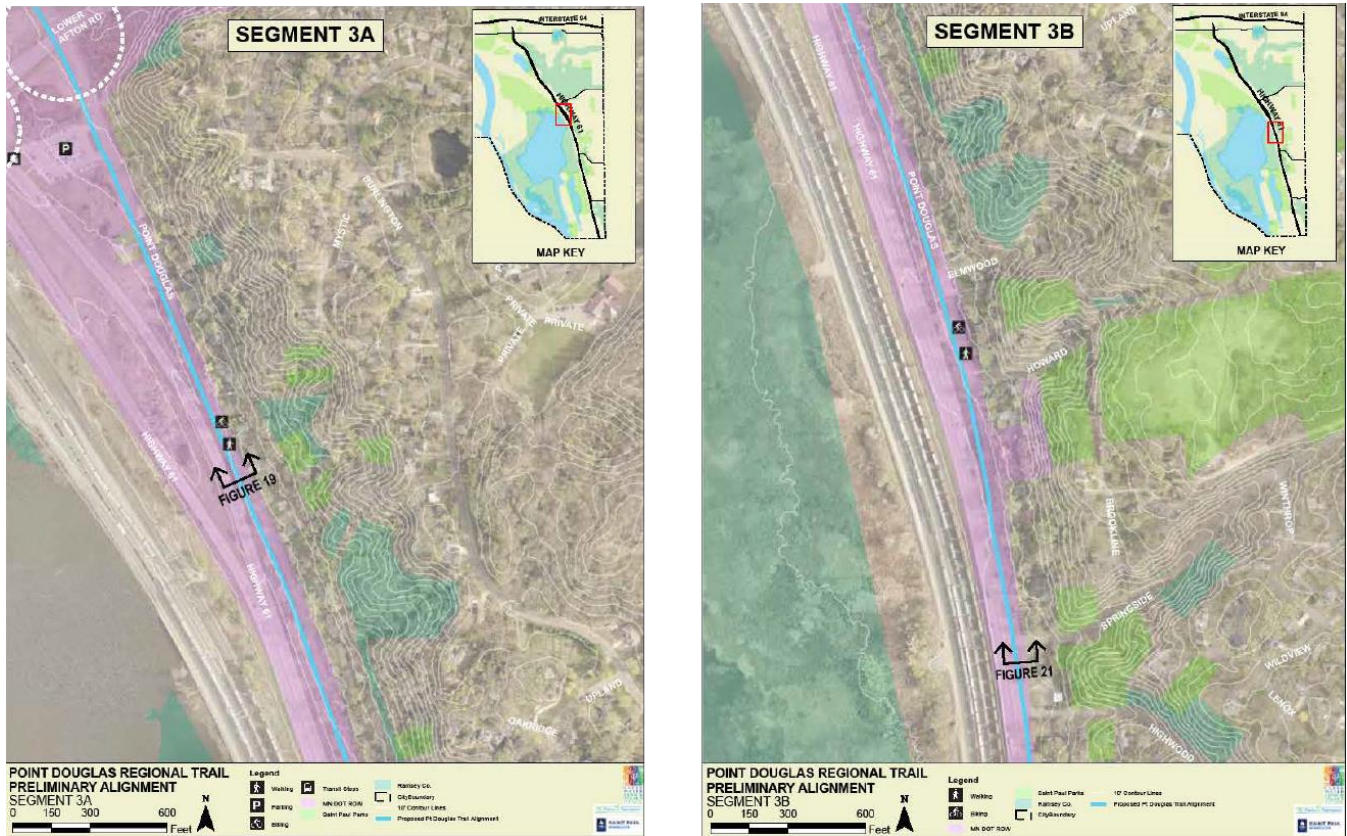 SEGMENT 3A
LOWER
AFTON RD
INTERSTATE 94
HIGHWAY 61
MAP KEY
P
POINT DOUGLAS
MYSTIC
BURLINGTON
PRIVATE
PRIVATE
PRIVATE
HIGHWAY 61
FIGURE 19
HIGHWAY 61
OAKRIDGE
UPLAND
POINT DOUGLAS REGIONAL TRAIL
PRELIMINARY ALIGNMENT
SEGMENT 3A
0 150 300 600
Feet
N
Legend
Walking
P Parking
Biking
Transit Stops
MN DOT ROW
Saint Paul Parks
Ramsey Co.
CityBoundary
10' Contour Lines
Proposed Pt Douglas Trail Alignment
SEGMENT 3B
UPLAND
INTERSTATE 94
HIGHWAY 61
MAP KEY
HIGHWAY 61
HIGHWAY 61
POINT DOUGLAS
ELMWOOD
HOWARD
BROOKLINE
WINTHROP
SPRINGSIDE
FIGURE 21
WILDVIEW
LENOX
HIGHWOOD
POINT DOUGLAS REGIONAL TRAIL
PRELIMINARY ALIGNMENT
SEGMENT 3B
0 150 300 600
Feet
N
Legend
Walking
Biking
MN DOT ROW
Saint Paul Parks
Ramsey Co.
CityBoundary
10' Contour Lines
Proposed Pt Douglas Trail Alignment